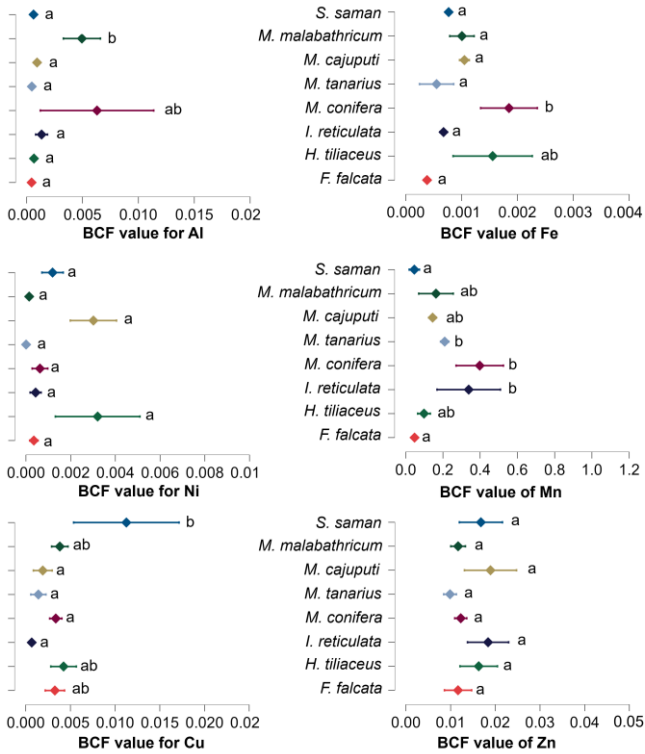 a
b
a
a
ab
a
a
a
0.000 0.005 0.010 0.015 0.02
BCF value for Al
S. saman a
M. malabathricum a
M. cajuputi a
M. tanarius a
M. conifera b
I. reticulata a
H. tiliaceus ab
F. falcata a
0.000 0.001 0.002 0.003 0.004
BCF value of Fe
a
a
a
a
a
a
a
a
0.000 0.002 0.004 0.006 0.008 0.01
BCF value for Ni
S. saman a
M. malabathricum ab
M. cajuputi ab
M. tanarius b
M. conifera b
I. reticulata b
H. tiliaceus ab
F. falcata a
0.0 0.2 0.4 0.6 0.8 1.0 1.2
BCF value of Mn
b
ab
a
a
a
a
ab
ab
0.000 0.005 0.010 0.015 0.020 0.02
BCF value for Cu
S. saman a
M. malabathricum a
M. cajuputi a
M. tanarius a
M. conifera a
I. reticulata a
H. tiliaceus a
F. falcata a
0.00 0.01 0.02 0.03 0.04 0.05
BCF value of Zn